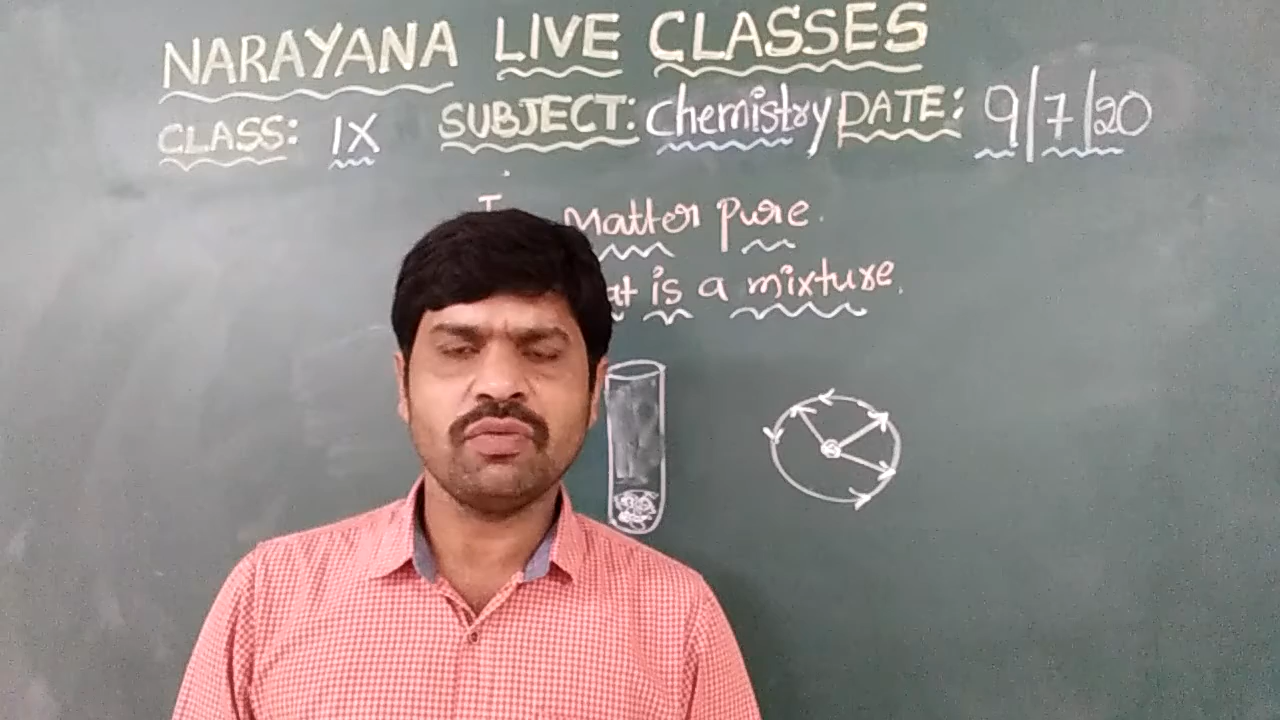 NARAYANA LIVE CLASSES
CLASS: IX SUBJECT: chemistry DATE: 9/7/20
Matter pure.
is a mixture.